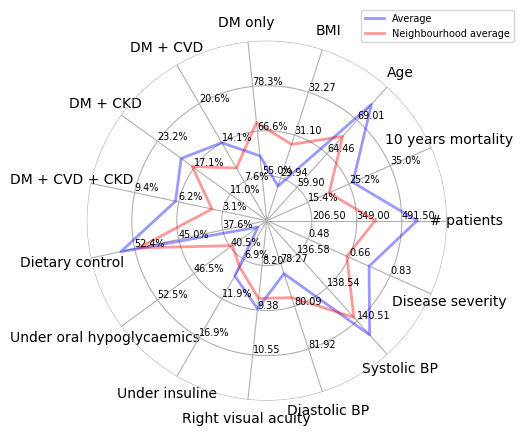 DM only
BMI
Average
Neighbourhood average
DM + CVD
Age
78.3%
32.27
20.6%
DM + CKD
69.01
66.6%
31.10
23.2%
14.1%
64.46
10 years mortality
35.0%
17.1%
55.0%
29.94
7.6%
59.90
25.2%
DM + CVD + CKD
9.4%
6.2%
11.0%
15.4%
3.1%
206.50
349.00
491.50
# patients
37.6%
45.0%
52.4%
0.48
40.5%
136.58
0.66
Dietary control
6.9%
8.20
78.27
46.5%
0.83
138.54
52.5%
11.9%
9.38
80.09
Disease severity
140.51
Under oral hypoglycaemics
16.9%
10.55
81.92
Systolic BP
Under insuline
Diastolic BP
Right visual acuity